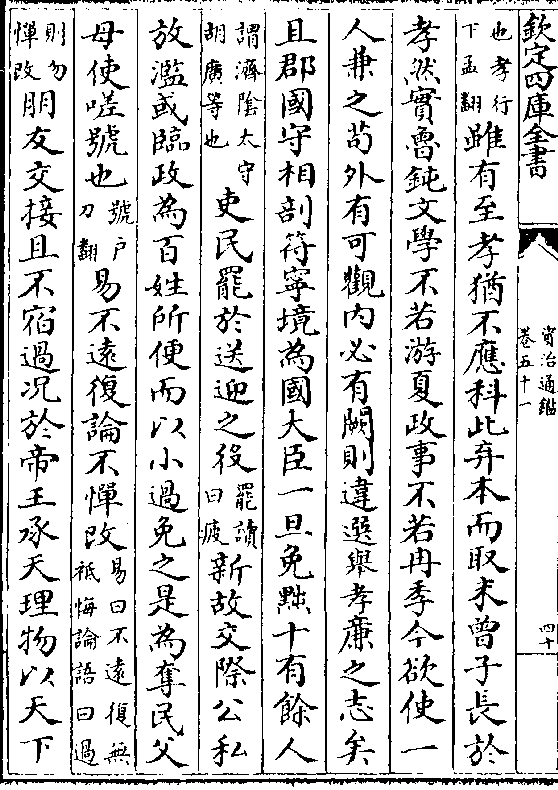 欽定四庫全書
資治通鑑
卷五十一
四十
也孝行
下孟翻
雖有至孝猶不應科此弃本而取末曾子長於
孝然實魯鈍文學不若游夏政事不若冉季今欲使一
人兼之苟外有可觀内必有闕則違選舉孝廉之志矣
且郡國守相剖符寧境為國大臣一旦免黜十有餘人
謂濟隂太守
胡廣等也
吏民罷於送迎之役
罷讀
曰疲
新故交際公私
放濫或臨政為百姓所便而以小過免之是為奪民父
母使嗟號也
號户
刀翻
易不遠復論不憚改
易曰不遠復無
祗悔論語曰過
則勿
憚改
朋友交接且不宿過况於帝王承天理物以天下